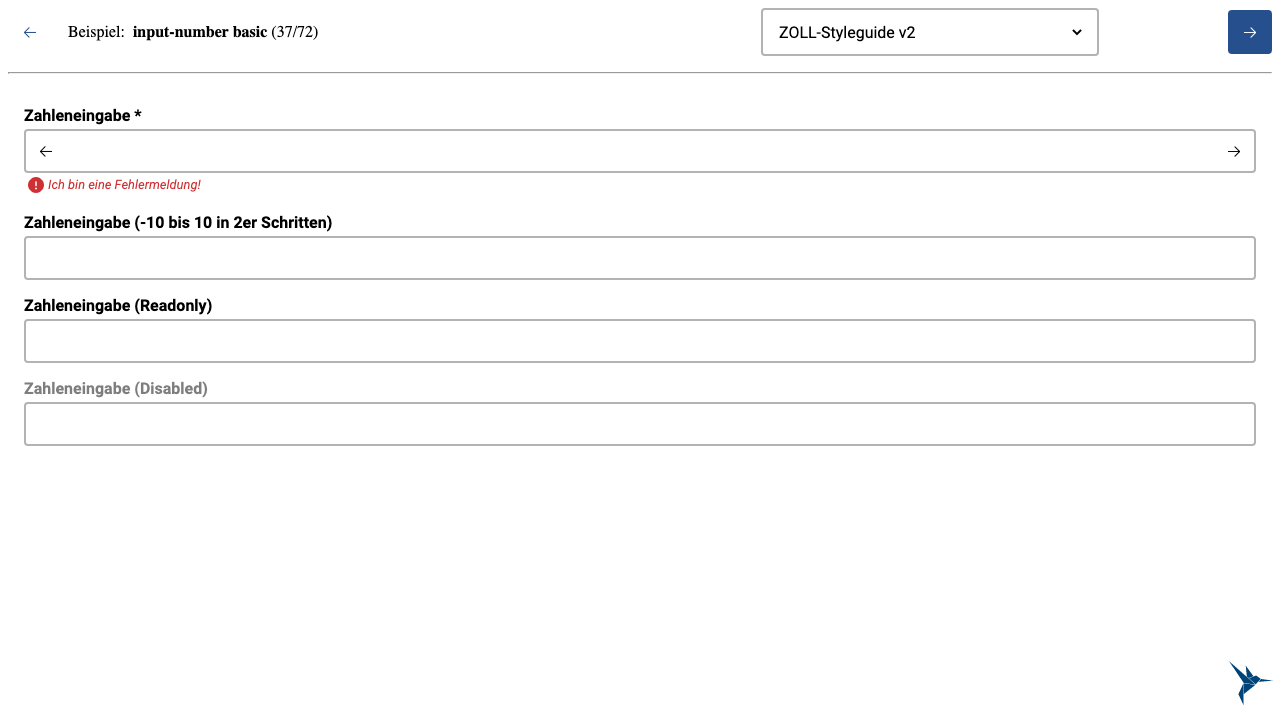 Beispiel: input-number basic (37/72)
ZOLL-Styleguide v2
Zahleneingabe *
Ich bin eine Fehlermeldung!
Zahleneingabe (-10 bis 10 in 2er Schritten)
Zahleneingabe (Readonly)
Zahleneingabe (Disabled)